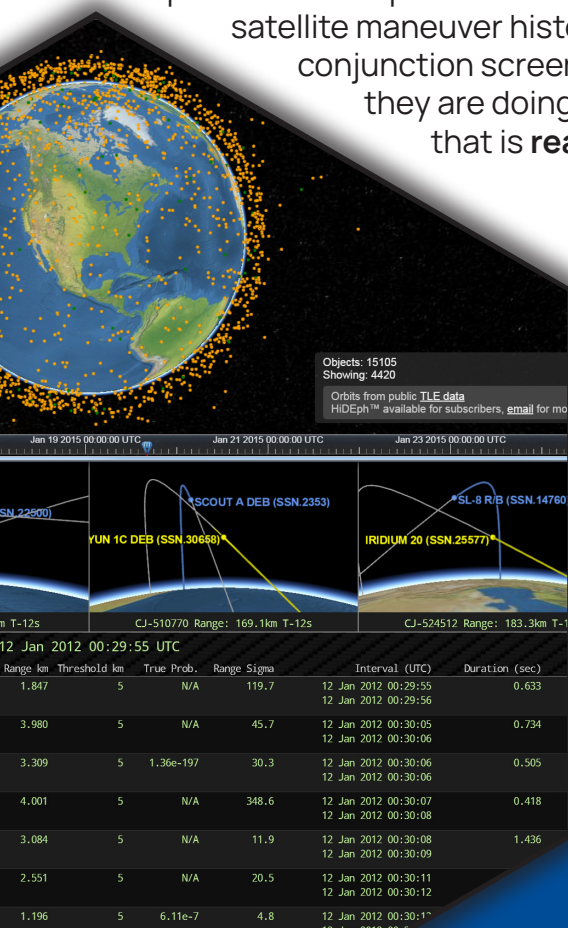 satellite maneuver
conjunction
they are doing
that is
Objects: 15105
Showing: 4420
Orbits from public TLE data
HiDEph™ available for subscribers, email for
Jan 19 2015 00:00:00 UTC Jan 21 2015 00:00:00 UTC Jan 23 2015 00:00:00 UTC
SCOUT A DEB (SSN.2353)
SL-8 R/B (SSN.14760
SSN.22500)
YUN 1C DEB (SSN.30658)
IRIDIUM 20 (SSN.25577)
m T-12s CJ-510770 Range: 169.1km T-12s CJ-524512 Range: 183.3km
12 Jan 2012 00:29:55 UTC
Range km Threshold km True Prob. Range Sigma Interval (UTC) Duration (sec)
1.847 5 N/A 119.7 12 Jan 2012 00:29:55 0.633
12 Jan 2012 00:29:56
3.980 5 N/A 45.7 12 Jan 2012 00:30:05 0.734
12 Jan 2012 00:30:06
3.309 5 1.36e-197 30.3 12 Jan 2012 00:30:06 0.505
12 Jan 2012 00:30:06
4.001 5 N/A 348.6 12 Jan 2012 00:30:07 0.418
12 Jan 2012 00:30:08
3.084 5 N/A 11.9 12 Jan 2012 00:30:08 1.436
12 Jan 2012 00:30:09
2.551 5 N/A 20.5 12 Jan 2012 00:30:11
12 Jan 2012 00:30:12
1.196 5 6.11e-7 4.8 12 Jan 2012